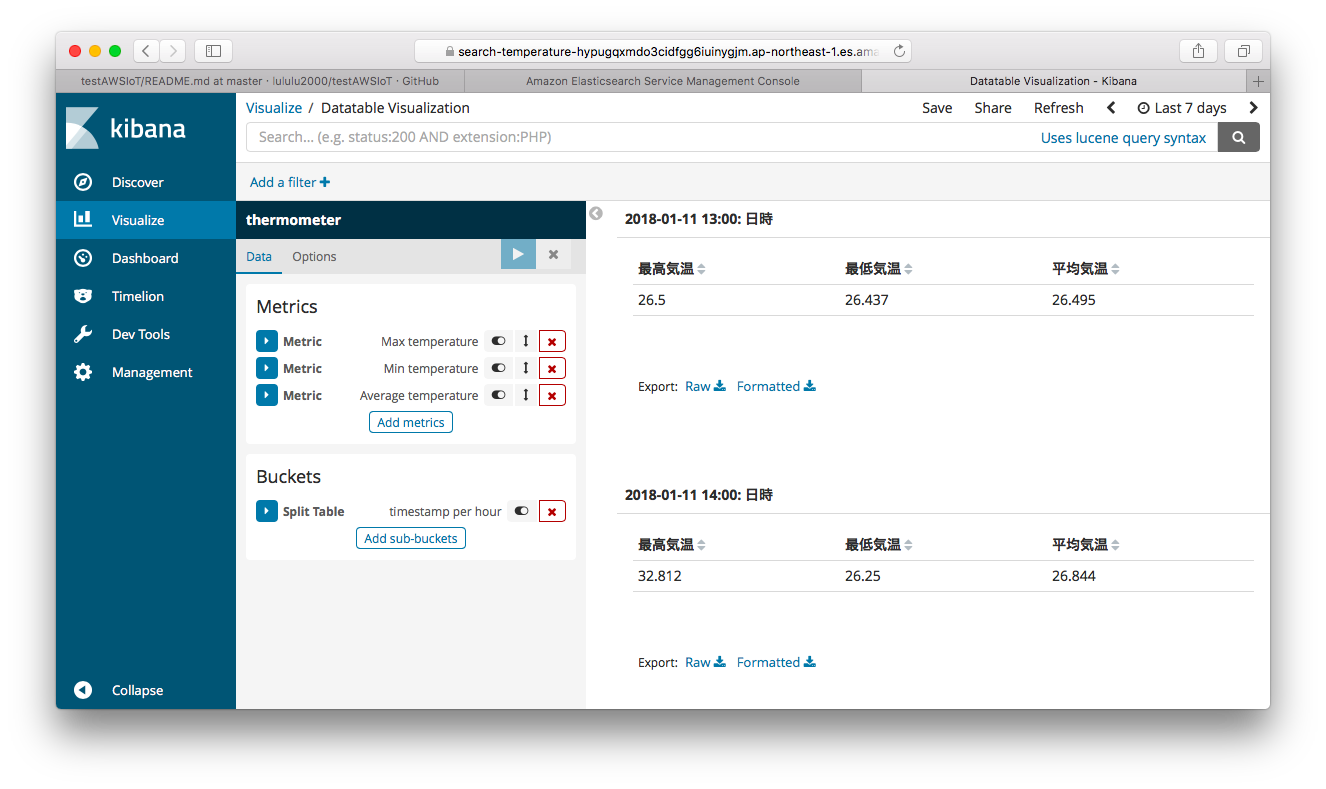 search-temperature-hypugqxmdo3cidfgg6iuinygjm.ap-northeast-1.es.ama
testAWSIoT/README.md at master · lululu2000/testAWSIoT · GitHub
Amazon Elasticsearch Service Management Console
Datatable Visualization - Kibana
kibana
Discover
Visualize
Dashboard
Timelion
Dev Tools
Management
Collapse
Visualize / Datatable Visualization
Save Share Refresh Last 7 days
Search... (e.g. status:200 AND extension:PHP)
Uses lucene query syntax
Add a filter
thermometer
Data Options
Metrics
Metric Max temperature
Metric Min temperature
Metric Average temperature
Add metrics
Buckets
Split Table timestamp per hour
Add sub-buckets
2018-01-11 13:00: 日時
最高気温 最低気温 平均気温
26.5 26.437 26.495
Export: Raw Formatted
2018-01-11 14:00: 日時
最高気温 最低気温 平均気温
32.812 26.25 26.844
Export: Raw Formatted